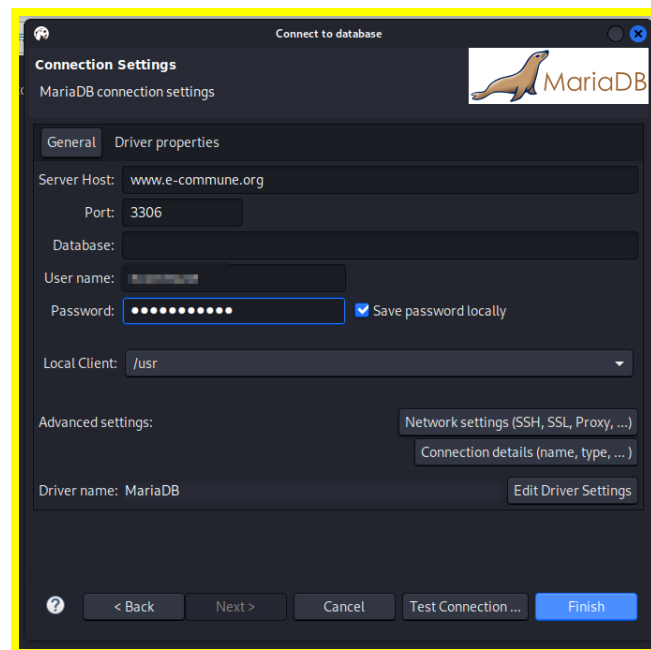 Connect to database
Connection Settings
MariaDB connection settings
MariaDB
General Driver properties
Server Host: www.e-commune.org
Port: 3306
Database:
User name:
Password: ●●●●●●●●●●● Save password locally
Local Client: /usr
Advanced settings: Network settings (SSH, SSL, Proxy, ...)
Connection details (name, type, ... )
Driver name: MariaDB Edit Driver Settings
? < Back Next > Cancel Test Connection ... Finish